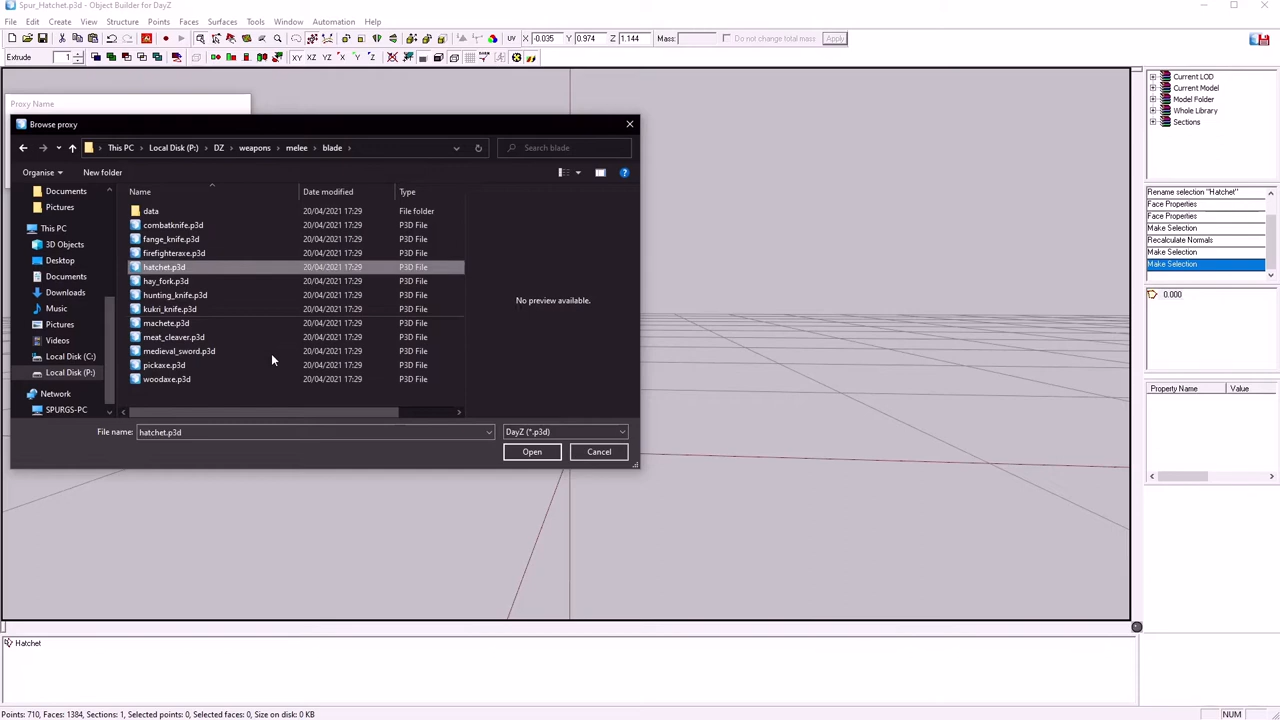 Spur_Hatchet.p3d - Object Builder for DayZ
File Edit Create View Structure Points Faces Surfaces Tools Window Automation Help
UV X -0.035 Y 0.974 Z 1.144 Mass: Do not change total mass Apply
Extrude 1 XY XZ YZ X Y Z
Proxy Name
Browse proxy
This PC > Local Disk (P:) > DZ > weapons > melee > blade >
Search blade
Organise New folder
Name Date modified Type
data 20/04/2021 17:29 File folder
combatknife.p3d 20/04/2021 17:29 P3D File
fange_knife.p3d 20/04/2021 17:29 P3D File
firefighteraxe.p3d 20/04/2021 17:29 P3D File
hatchet.p3d 20/04/2021 17:29 P3D File
hay_fork.p3d 20/04/2021 17:29 P3D File
hunting_knife.p3d 20/04/2021 17:29 P3D File
kukri_knife.p3d 20/04/2021 17:29 P3D File
machete.p3d 20/04/2021 17:29 P3D File
meat_cleaver.p3d 20/04/2021 17:29 P3D File
medieval_sword.p3d 20/04/2021 17:29 P3D File
pickaxe.p3d 20/04/2021 17:29 P3D File
woodaxe.p3d 20/04/2021 17:29 P3D File
Documents
Pictures
This PC
3D Objects
Desktop
Documents
Downloads
Music
Pictures
Videos
Local Disk (C:)
Local Disk (P:)
Network
SPURGS-PC
No preview available.
File name: hatchet.p3d
DayZ (*.p3d)
Open Cancel
Current LOD
Current Model
Model Folder
Whole Library
Sections
Rename selection "Hatchet"
Face Properties
Face Properties
Make Selection
Recalculate Normals
Make Selection
Make Selection
0.000
Property Name Value
Hatchet
Points: 710, Faces: 1384, Sections: 1, Selected points: 0, Selected faces: 0, Size on disk: 0 KB
NUM